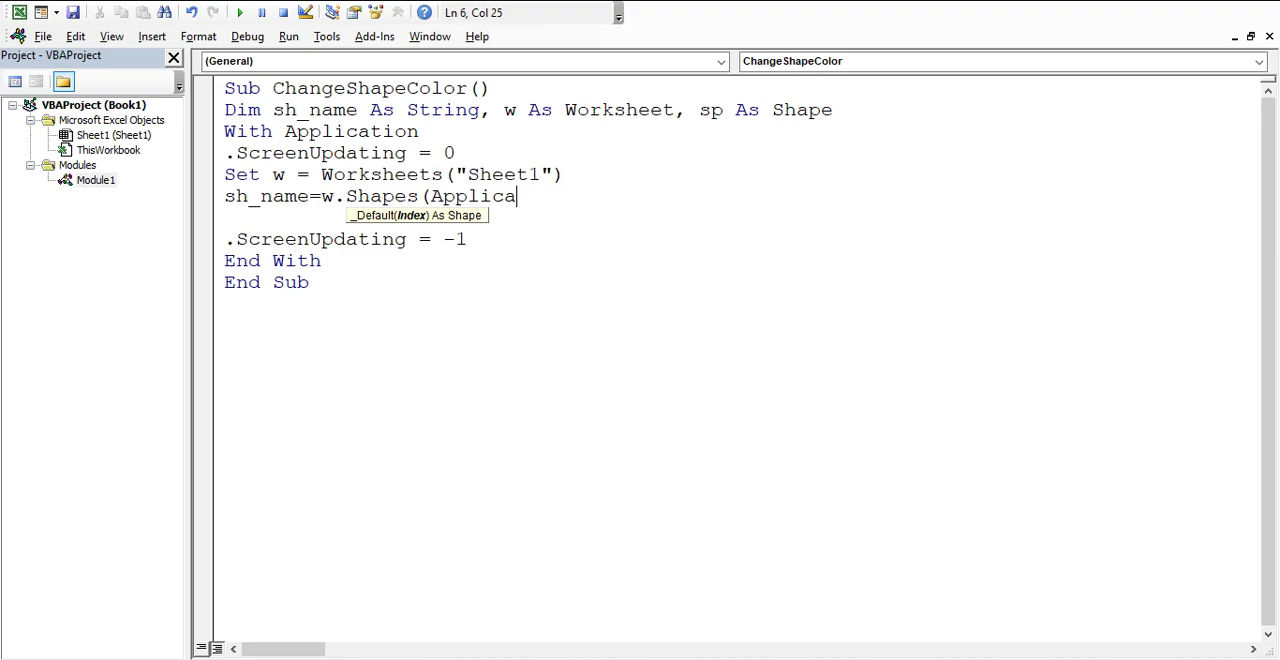 Ln 6, Col 25
File Edit View Insert Format Debug Run Tools Add-Ins Window Help
Project - VBAProject
(General)
ChangeShapeColor
VBAProject (Book1)
Microsoft Excel Objects
Sheet1 (Sheet1)
ThisWorkbook
Modules
Module1
Sub ChangeShapeColor()
Dim sh_name As String, w As Worksheet, sp As Shape
With Application
.ScreenUpdating = 0
Set w = Worksheets("Sheet1")
sh_name=w.Shapes(Applica
_Default(Index) As Shape
.ScreenUpdating = -1
End With
End Sub